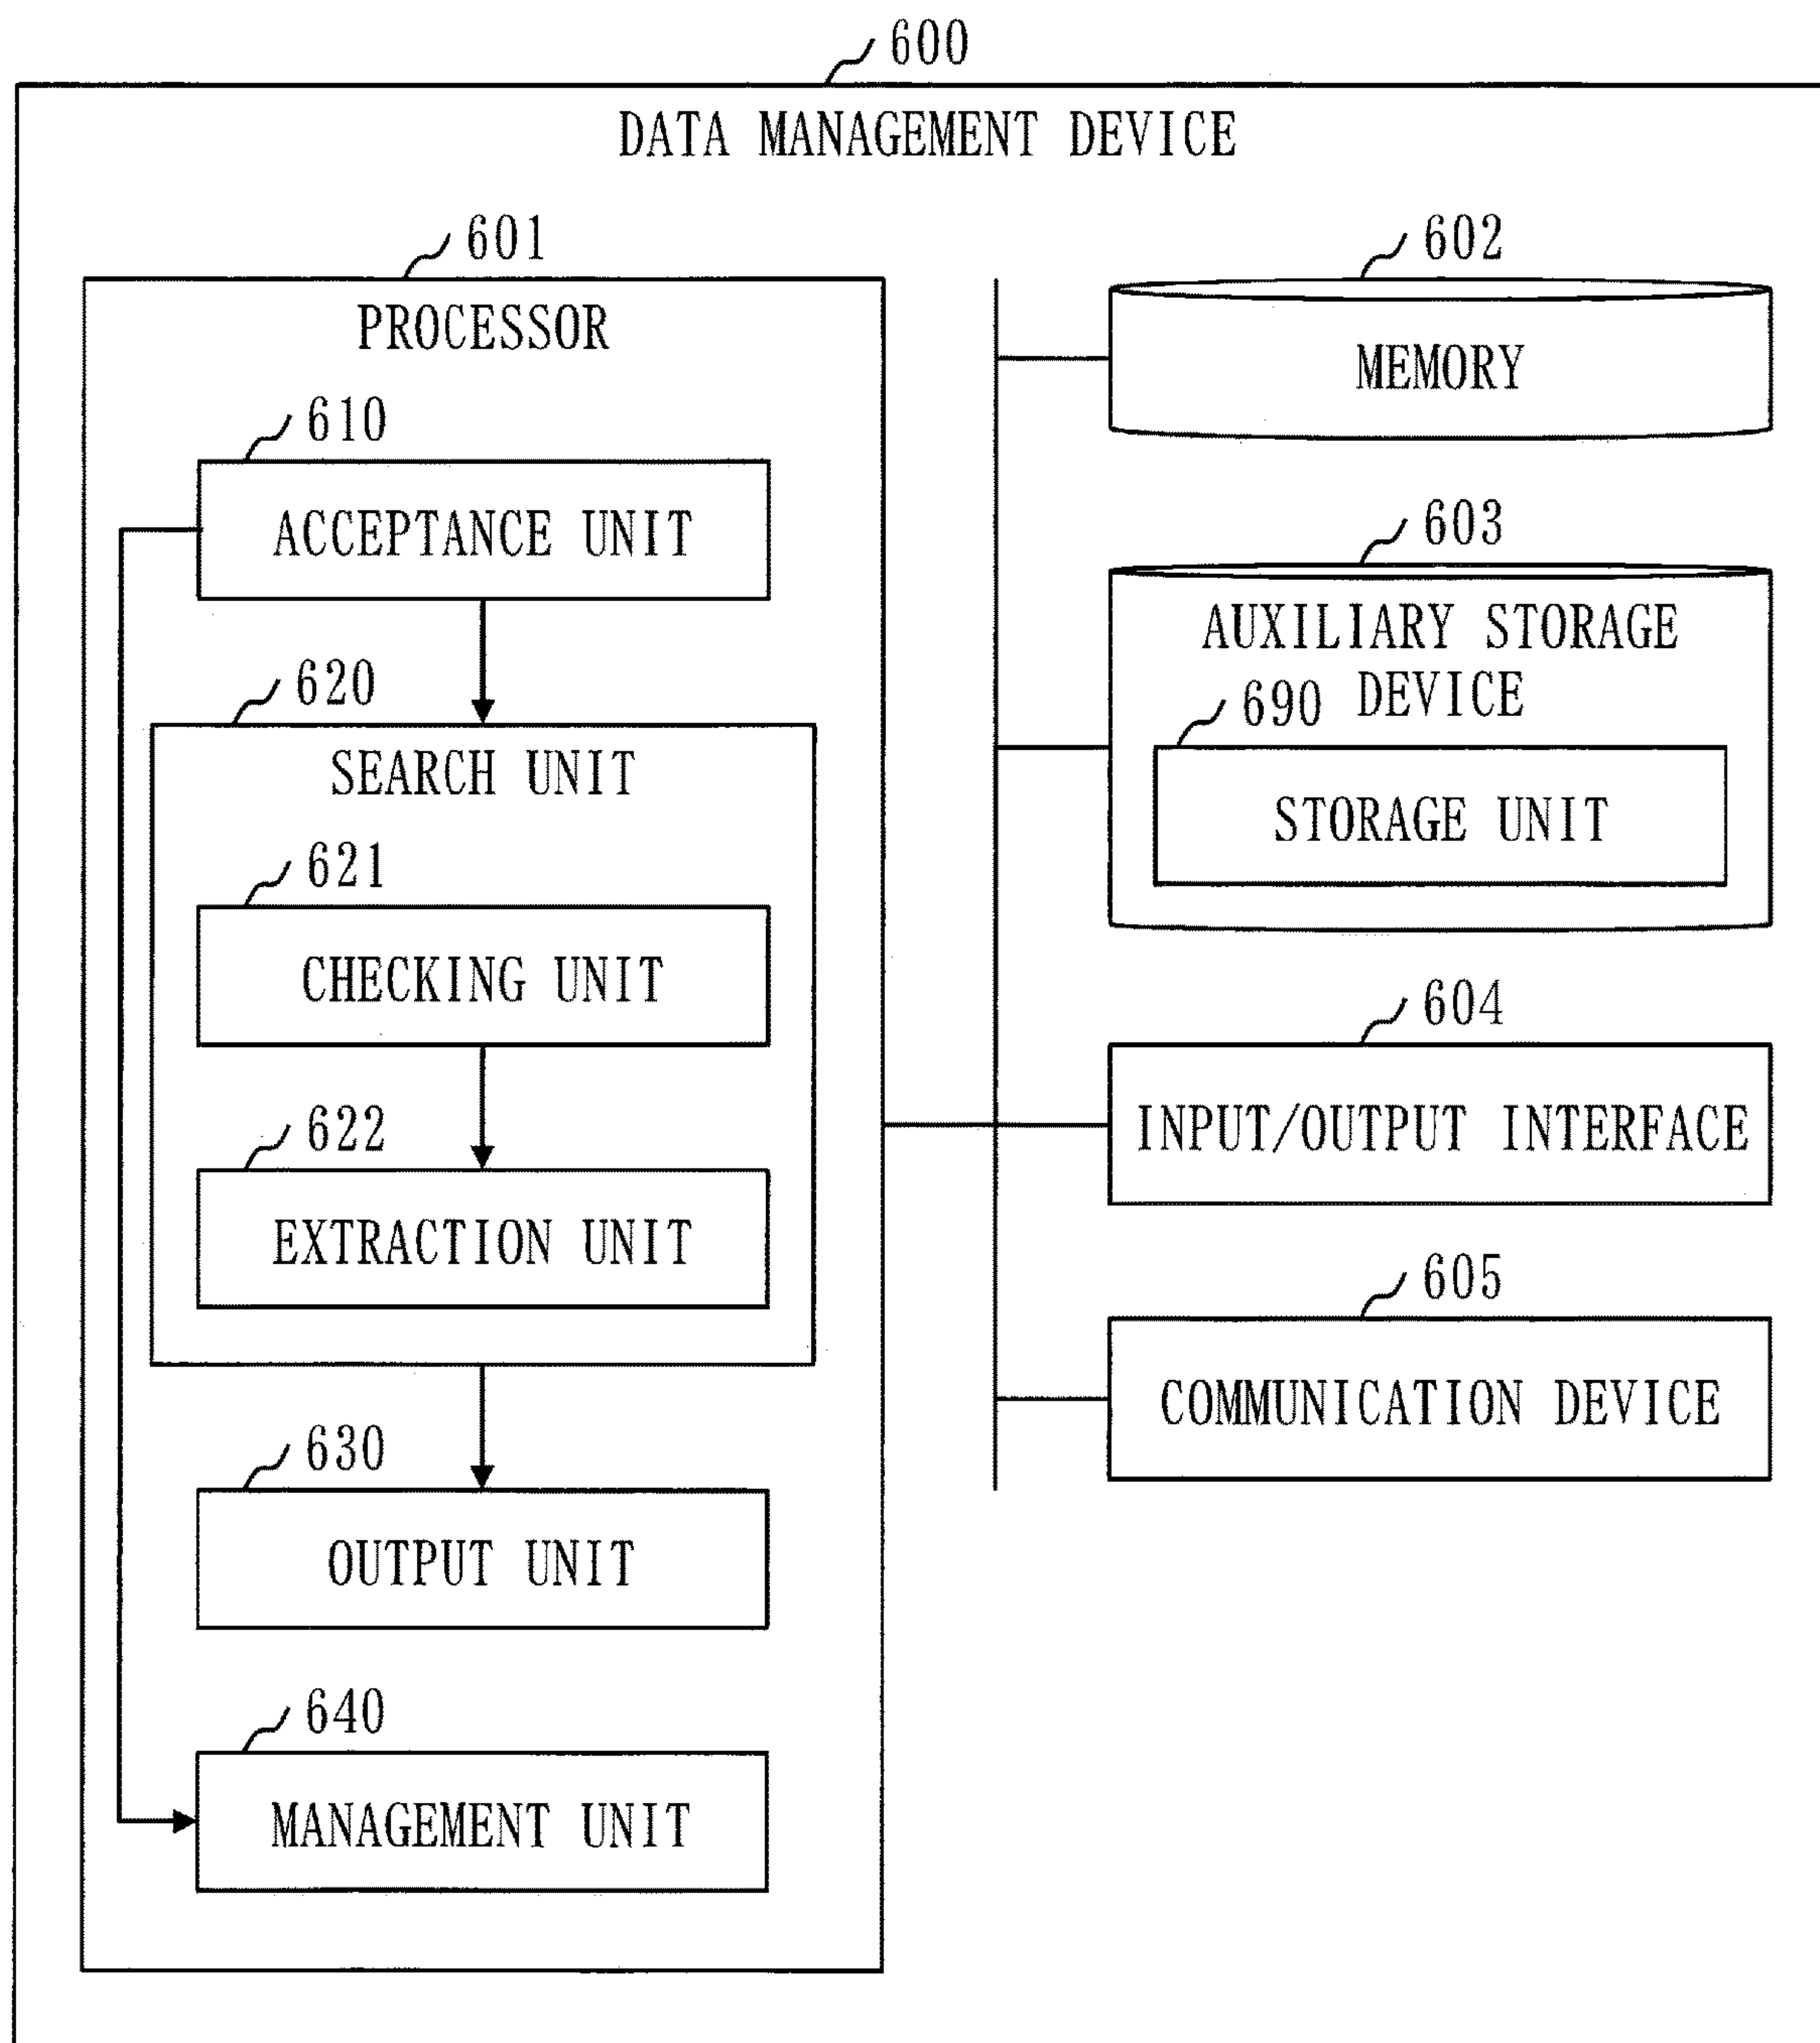 600
DATA MANAGEMENT DEVICE
601
PROCESSOR
610
ACCEPTANCE UNIT
620
SEARCH UNIT
621
CHECKING UNIT
622
EXTRACTION UNIT
630
OUTPUT UNIT
640
MANAGEMENT UNIT
602
MEMORY
603
AUXILIARY STORAGE
DEVICE
690
STORAGE UNIT
604
INPUT/OUTPUT INTERFACE
605
COMMUNICATION DEVICE